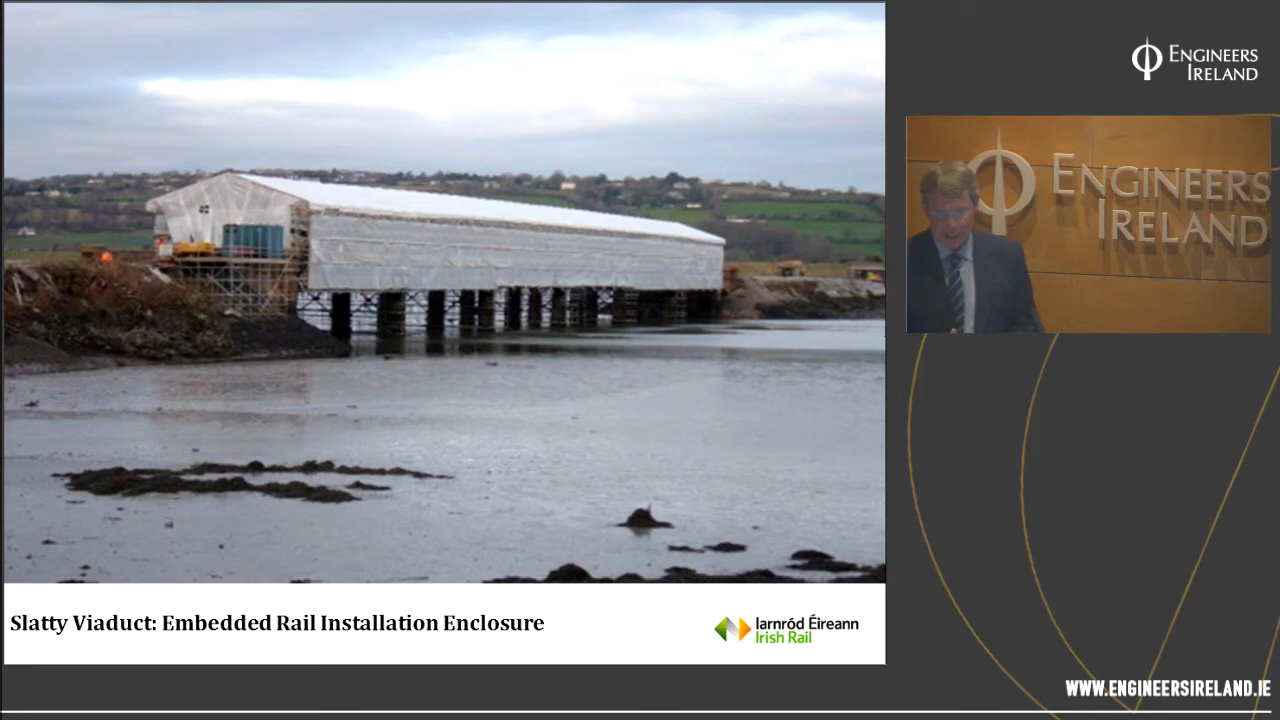 ENGINEERS
IRELAND
ENGINEERS
IRELAND
Slatty Viaduct: Embedded Rail Installation Enclosure
Iarnród Éireann
Irish Rail
WWW.ENGINEERSIRELAND.IE